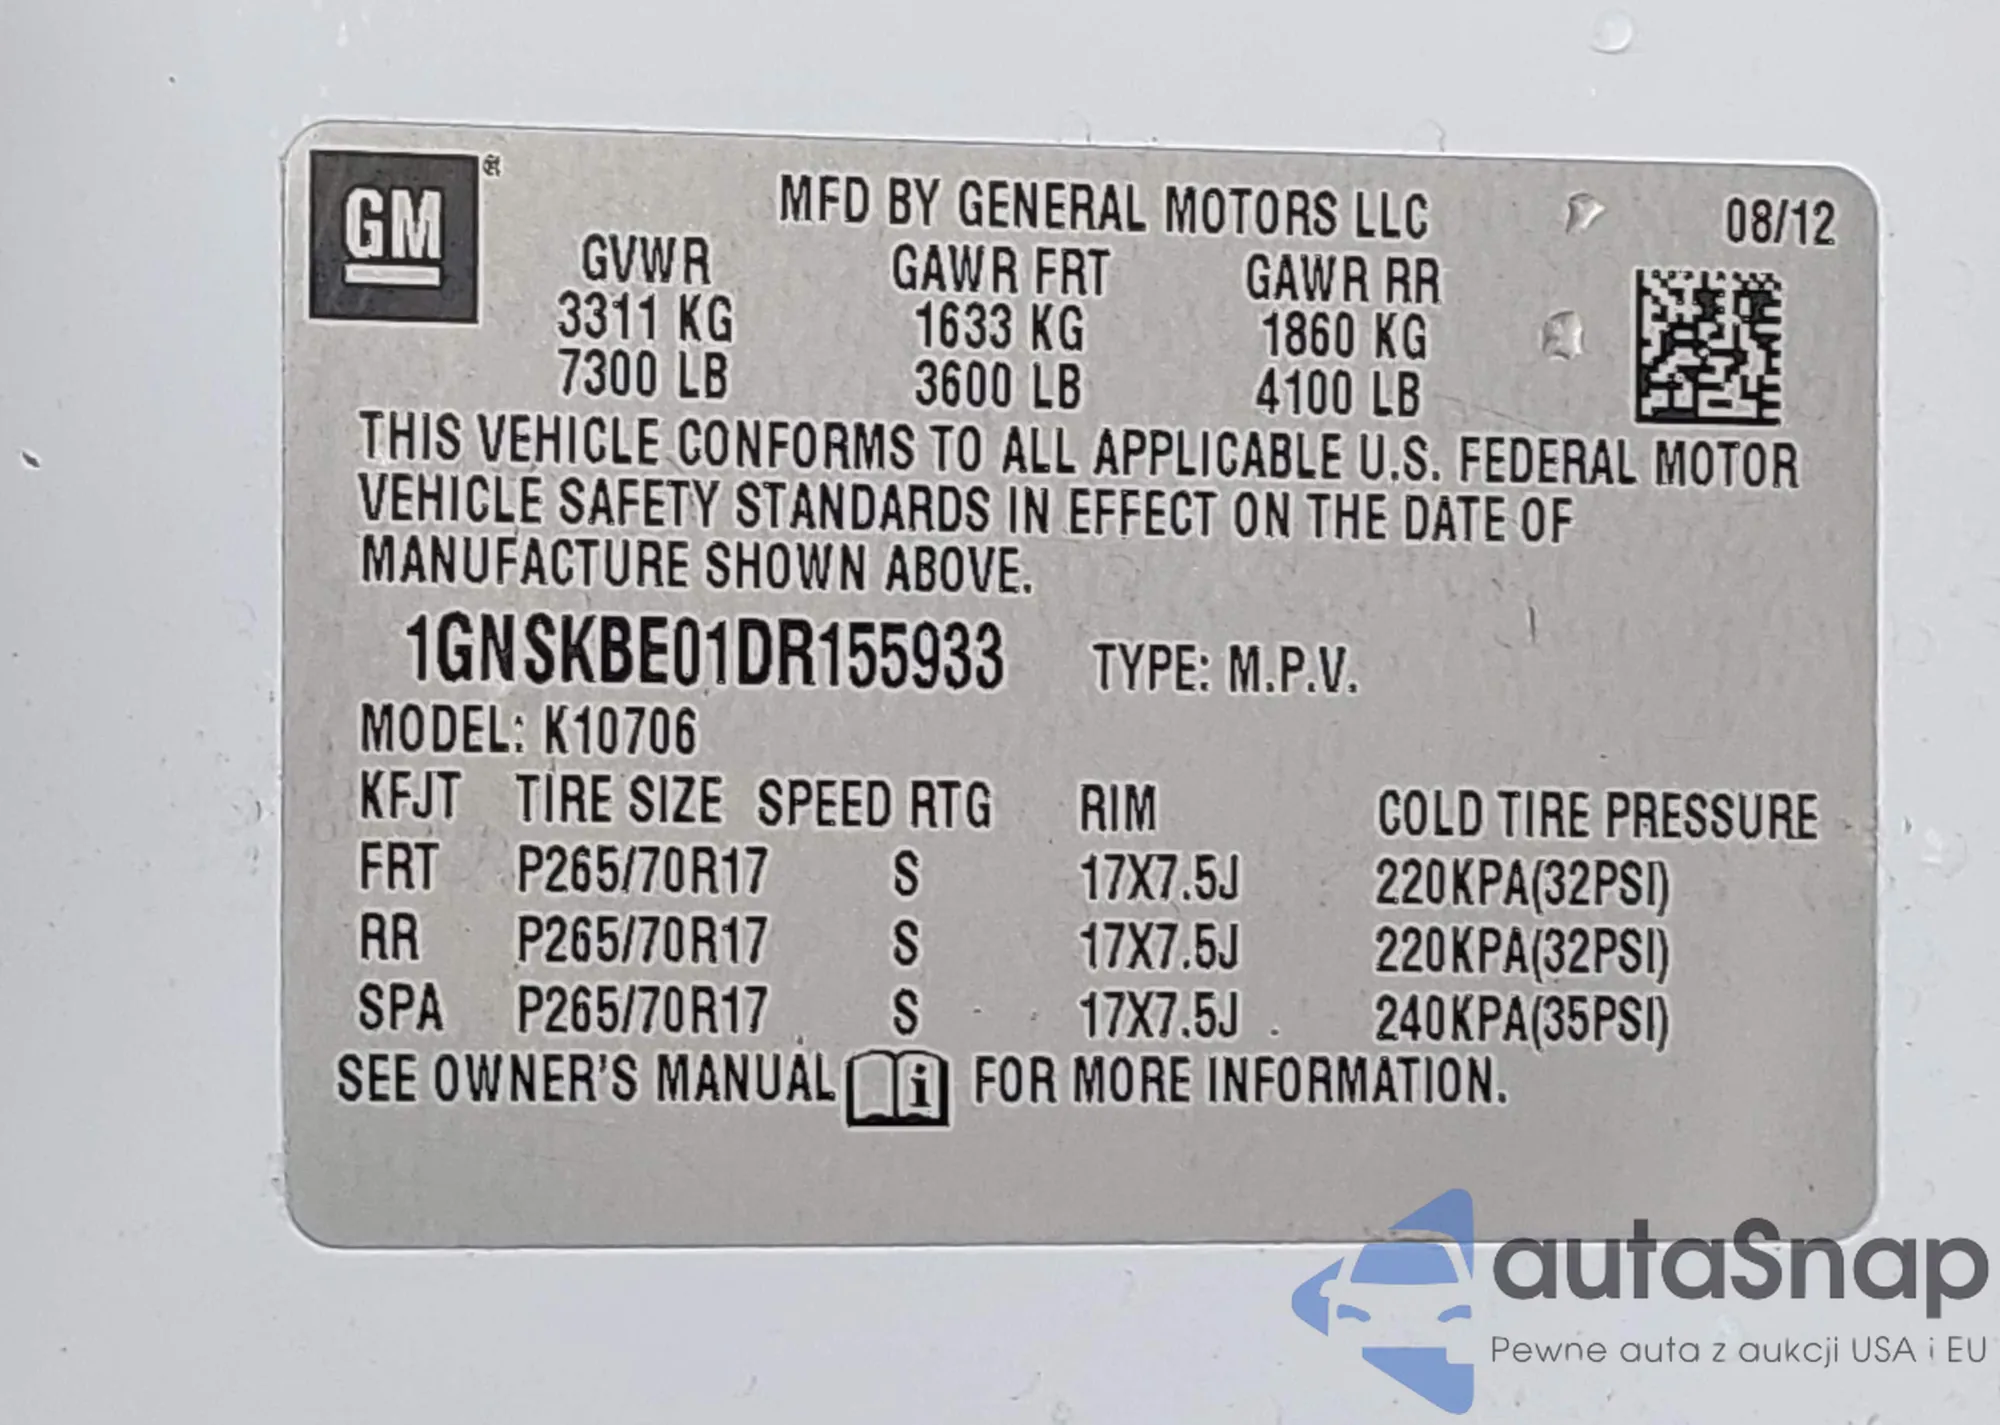 GM
MFD BY GENERAL MOTORS LLC 08/12
GVWR GAWR FRT GAWR RR
3311 KG 1633 KG 1860 KG
7300 LB 3600 LB 4100 LB
THIS VEHICLE CONFORMS TO ALL APPLICABLE U.S. FEDERAL MOTOR
VEHICLE SAFETY STANDARDS IN EFFECT ON THE DATE OF
MANUFACTURE SHOWN ABOVE.
1GNSKBE01DR155933 TYPE: M.P.V.
MODEL: K10706
KFJT TIRE SIZE SPEED RTG RIM COLD TIRE PRESSURE
FRT P265/70R17 S 17X7.5J 220KPA(32PSI)
RR P265/70R17 S 17X7.5J 220KPA(32PSI)
SPA P265/70R17 S 17X7.5J 240KPA(35PSI)
SEE OWNER'S MANUAL i FOR MORE INFORMATION.
autaSnap
Pewne auta z aukcji USA i EU